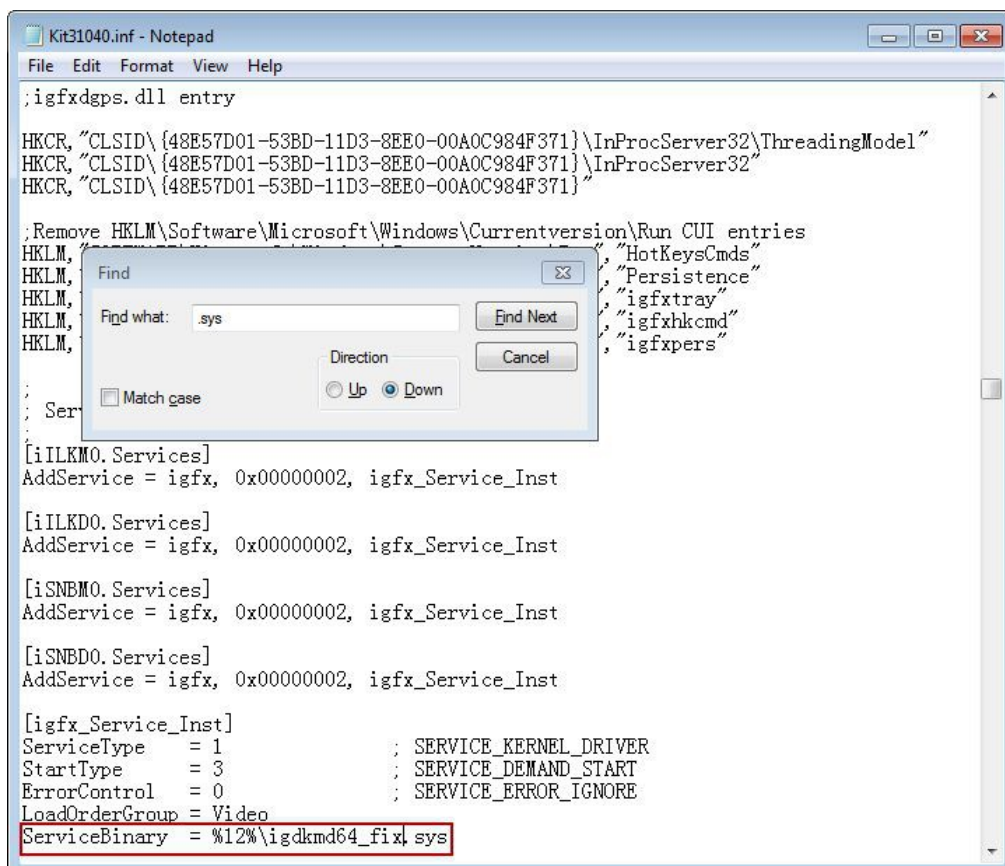 Kit31040.inf - Notepad
File Edit Format View Help
;igfxdgps.dll entry
HKCR,"CLSID\{48E57D01-53BD-11D3-8EE0-00A0C984F371}\InProcServer32\ThreadingModel"
HKCR,"CLSID\{48E57D01-53BD-11D3-8EE0-00A0C984F371}\InProcServer32"
HKCR,"CLSID\{48E57D01-53BD-11D3-8EE0-00A0C984F371}"
;Remove HKLM\Software\Microsoft\Windows\Currentversion\Run CUI entries
HKLM, ,"HotKeysCmds"
HKLM, ,"Persistence"
HKLM, ,"igfxtray"
HKLM, ,"igfxhkcmd"
HKLM, ,"igfxpers"
Find
Find what: .sys
Find Next
Direction
Cancel
Match case
Up Down
;
; Ser
;
[iILKM0.Services]
AddService = igfx, 0x00000002, igfx_Service_Inst
[iILKD0.Services]
AddService = igfx, 0x00000002, igfx_Service_Inst
[iSNBM0.Services]
AddService = igfx, 0x00000002, igfx_Service_Inst
[iSNBD0.Services]
AddService = igfx, 0x00000002, igfx_Service_Inst
[igfx_Service_Inst]
ServiceType = 1 ; SERVICE_KERNEL_DRIVER
StartType = 3 ; SERVICE_DEMAND_START
ErrorControl = 0 ; SERVICE_ERROR_IGNORE
LoadOrderGroup = Video
ServiceBinary = %12%\igdkmd64_fix.sys